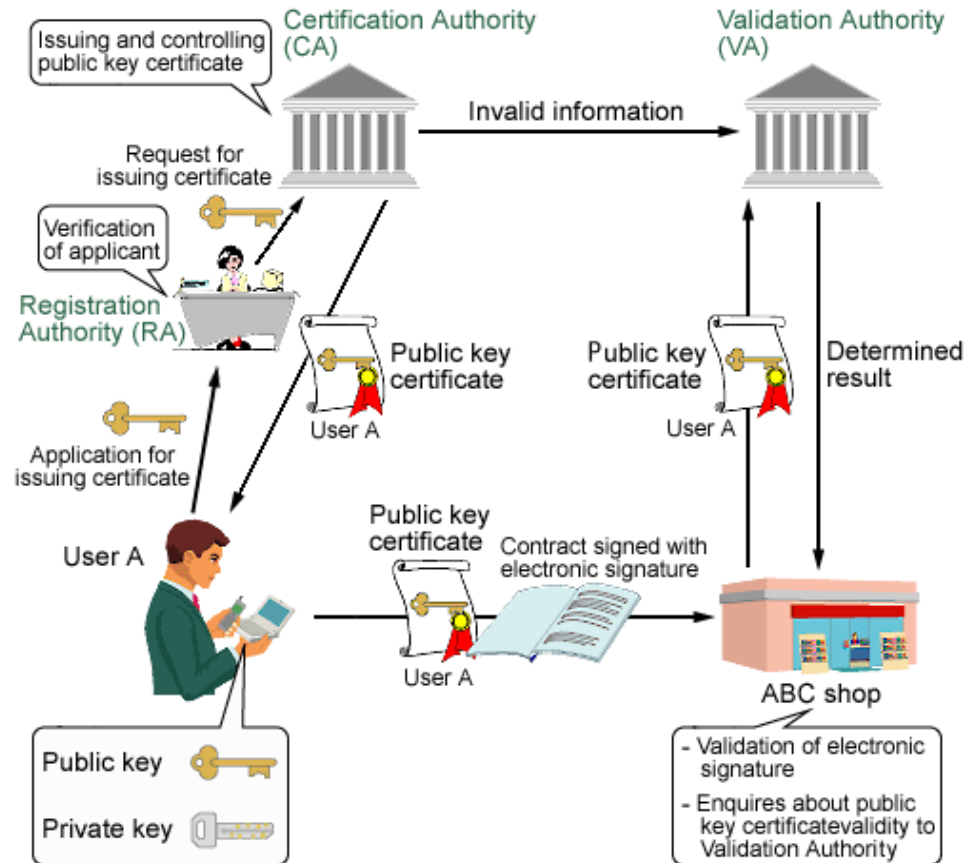 Certification Authority
(CA)
Validation Authority
(VA)
Issuing and controlling
public key certificate
Invalid information
Request for
issuing certificate
Verification
of applicant
Registration
Authority (RA)
Public key
certificate
User A
Public key
certificate
User A
Determined
result
Application for
issuing certificate
User A
Public key
certificate
Contract signed with
electronic signature
User A
ABC shop
Public key
Private key
- Validation of electronic
signature
- Enquires about public
key certificatevalidity to
Validation Authority